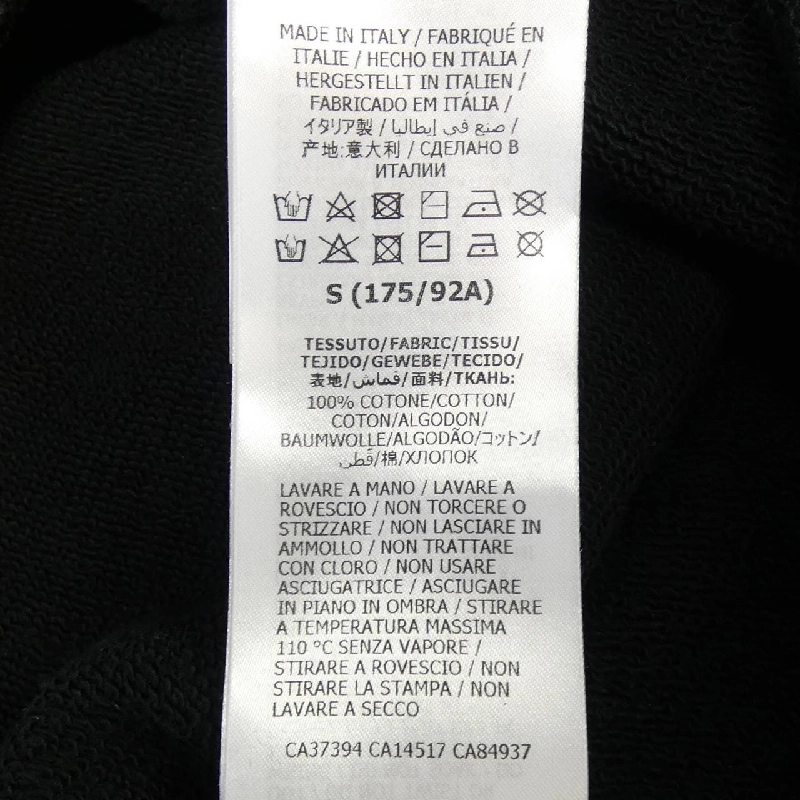 MADE IN ITALY / FABRIQUÉ EN
ITALIE / HECHO EN ITALIA /
HERGESTELLT IN ITALIEN /
FABRICADO EM ITÁLIA /
イタリア製 / صنع في إيطاليا /
产地:意大利 / СДЕЛАНО В
ИТАЛИИ
S (175/92A)
TESSUTO/FABRIC/TISSU/
TEJIDO/GEWEBE/TECIDO/
表地/قماش/面料/ТКАНЬ:
100% COTONE/COTTON/
COTON/ALGODON/
BAUMWOLLE/ALGODÃO/コットン/
قطن/棉/ХЛОПОК
LAVARE A MANO / LAVARE A
ROVESCIO / NON TORCERE O
STRIZZARE / NON LASCIARE IN
AMMOLLO / NON TRATTARE
CON CLORO / NON USARE
ASCIUGATRICE / ASCIUGARE
IN PIANO IN OMBRA / STIRARE
A TEMPERATURA MASSIMA
110 °C SENZA VAPORE /
STIRARE A ROVESCIO / NON
STIRARE LA STAMPA / NON
LAVARE A SECCO
CA37394 CA14517 CA84937